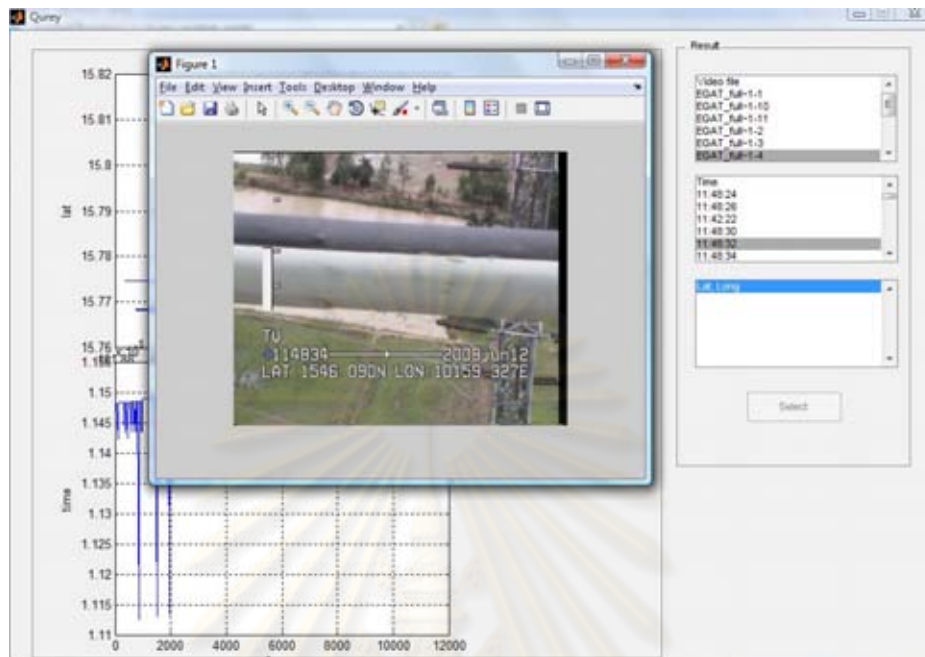 Qurey
Figure 1
File Edit View Insert Tools Desktop Window Help
15.82
15.81
15.8
15.79
15.78
15.77
15.76
lat
TV
114834 2009 un12
LAT 1546 090N LON 10159 327E
1.15
1.145
1.135
1.13
1.125
1.12
1.115
1.11
time
0 2000 4000 6000 8000 10000 12000
Result
Video file
EGAT_full~1-1
EGAT_full~1-10
EGAT_full~1-11
EGAT_full~1-2
EGAT_full~1-3
EGAT_full~1-4
Time
11:48:24
11:48:26
11:42:22
11:48:30
11:48:32
11:48:34
Lat, Long
Select